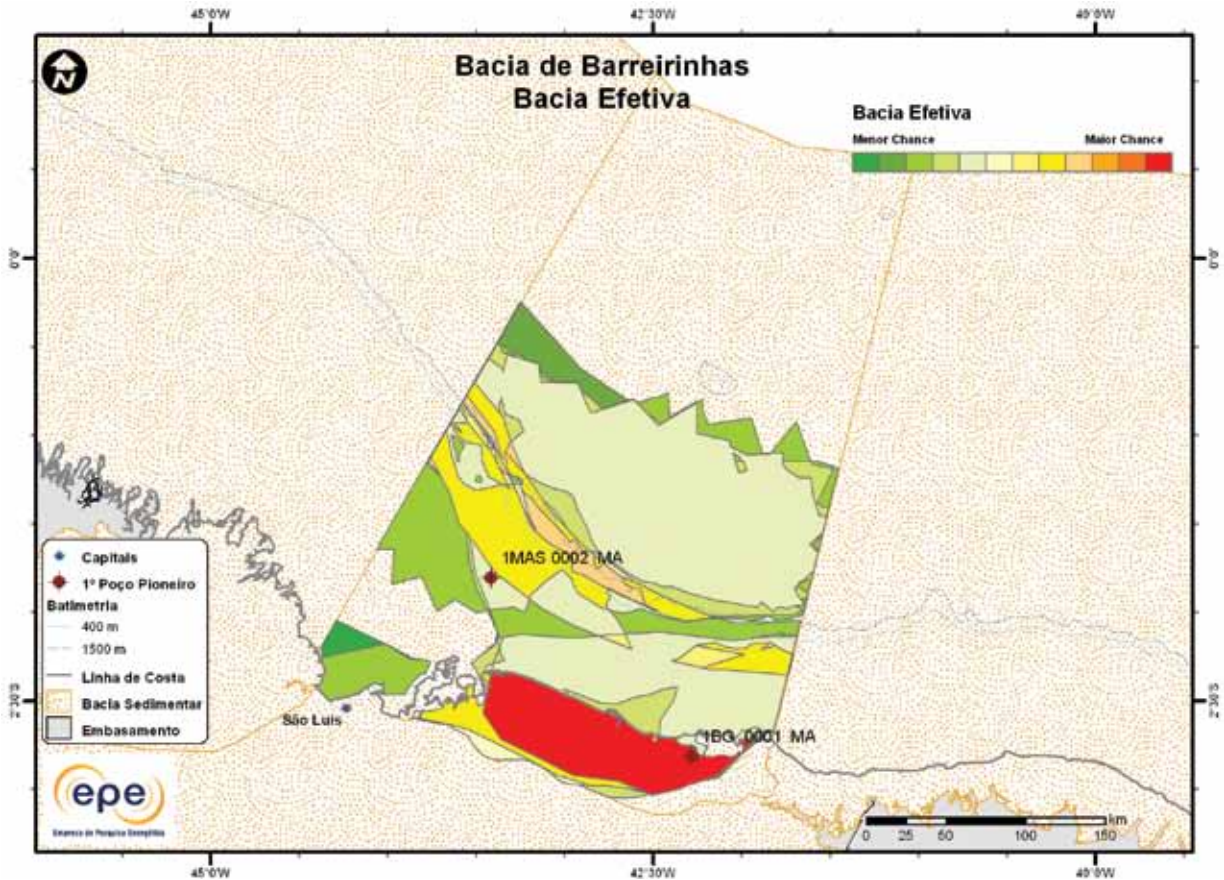 45°0'W
42°30'W
40°0'W
N
Bacia de Barreirinhas
Bacia Efetiva
Bacia Efetiva
Menor Chance
Maior Chance
0°0'
0°0'
1MAS 0002 MA
Capitais
1º Poço Pioneiro
Batimetria
400 m
1500 m
Linha de Costa
Bacia Sedimentar
Embasamento
São Luis
1BG 0001 MA
2°30'S
2°30'S
epe
Empresa de Pesquisa Energética
km
0 25 50 100 150
45°0'W
42°30'W
40°0'W